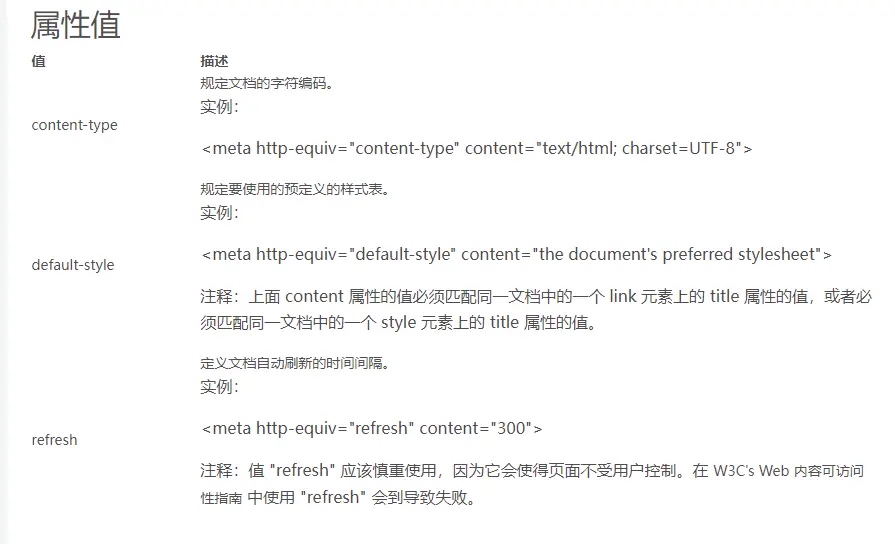 属性值
值 描述
规定文档的字符编码。
实例：
content-type
<meta http-equiv="content-type" content="text/html; charset=UTF-8">
规定要使用的预定义的样式表。
实例：
<meta http-equiv="default-style" content="the document's preferred stylesheet">
default-style
注释：上面 content 属性的值必须匹配同一文档中的一个 link 元素上的 title 属性的值，或者必
须匹配同一文档中的一个 style 元素上的 title 属性的值。
定义文档自动刷新的时间间隔。
实例：
<meta http-equiv="refresh" content="300">
refresh
注释：值 "refresh" 应该慎重使用，因为它会使得页面不受用户控制。在 W3C's Web 内容可访问
性指南 中使用 "refresh" 会到导致失败。